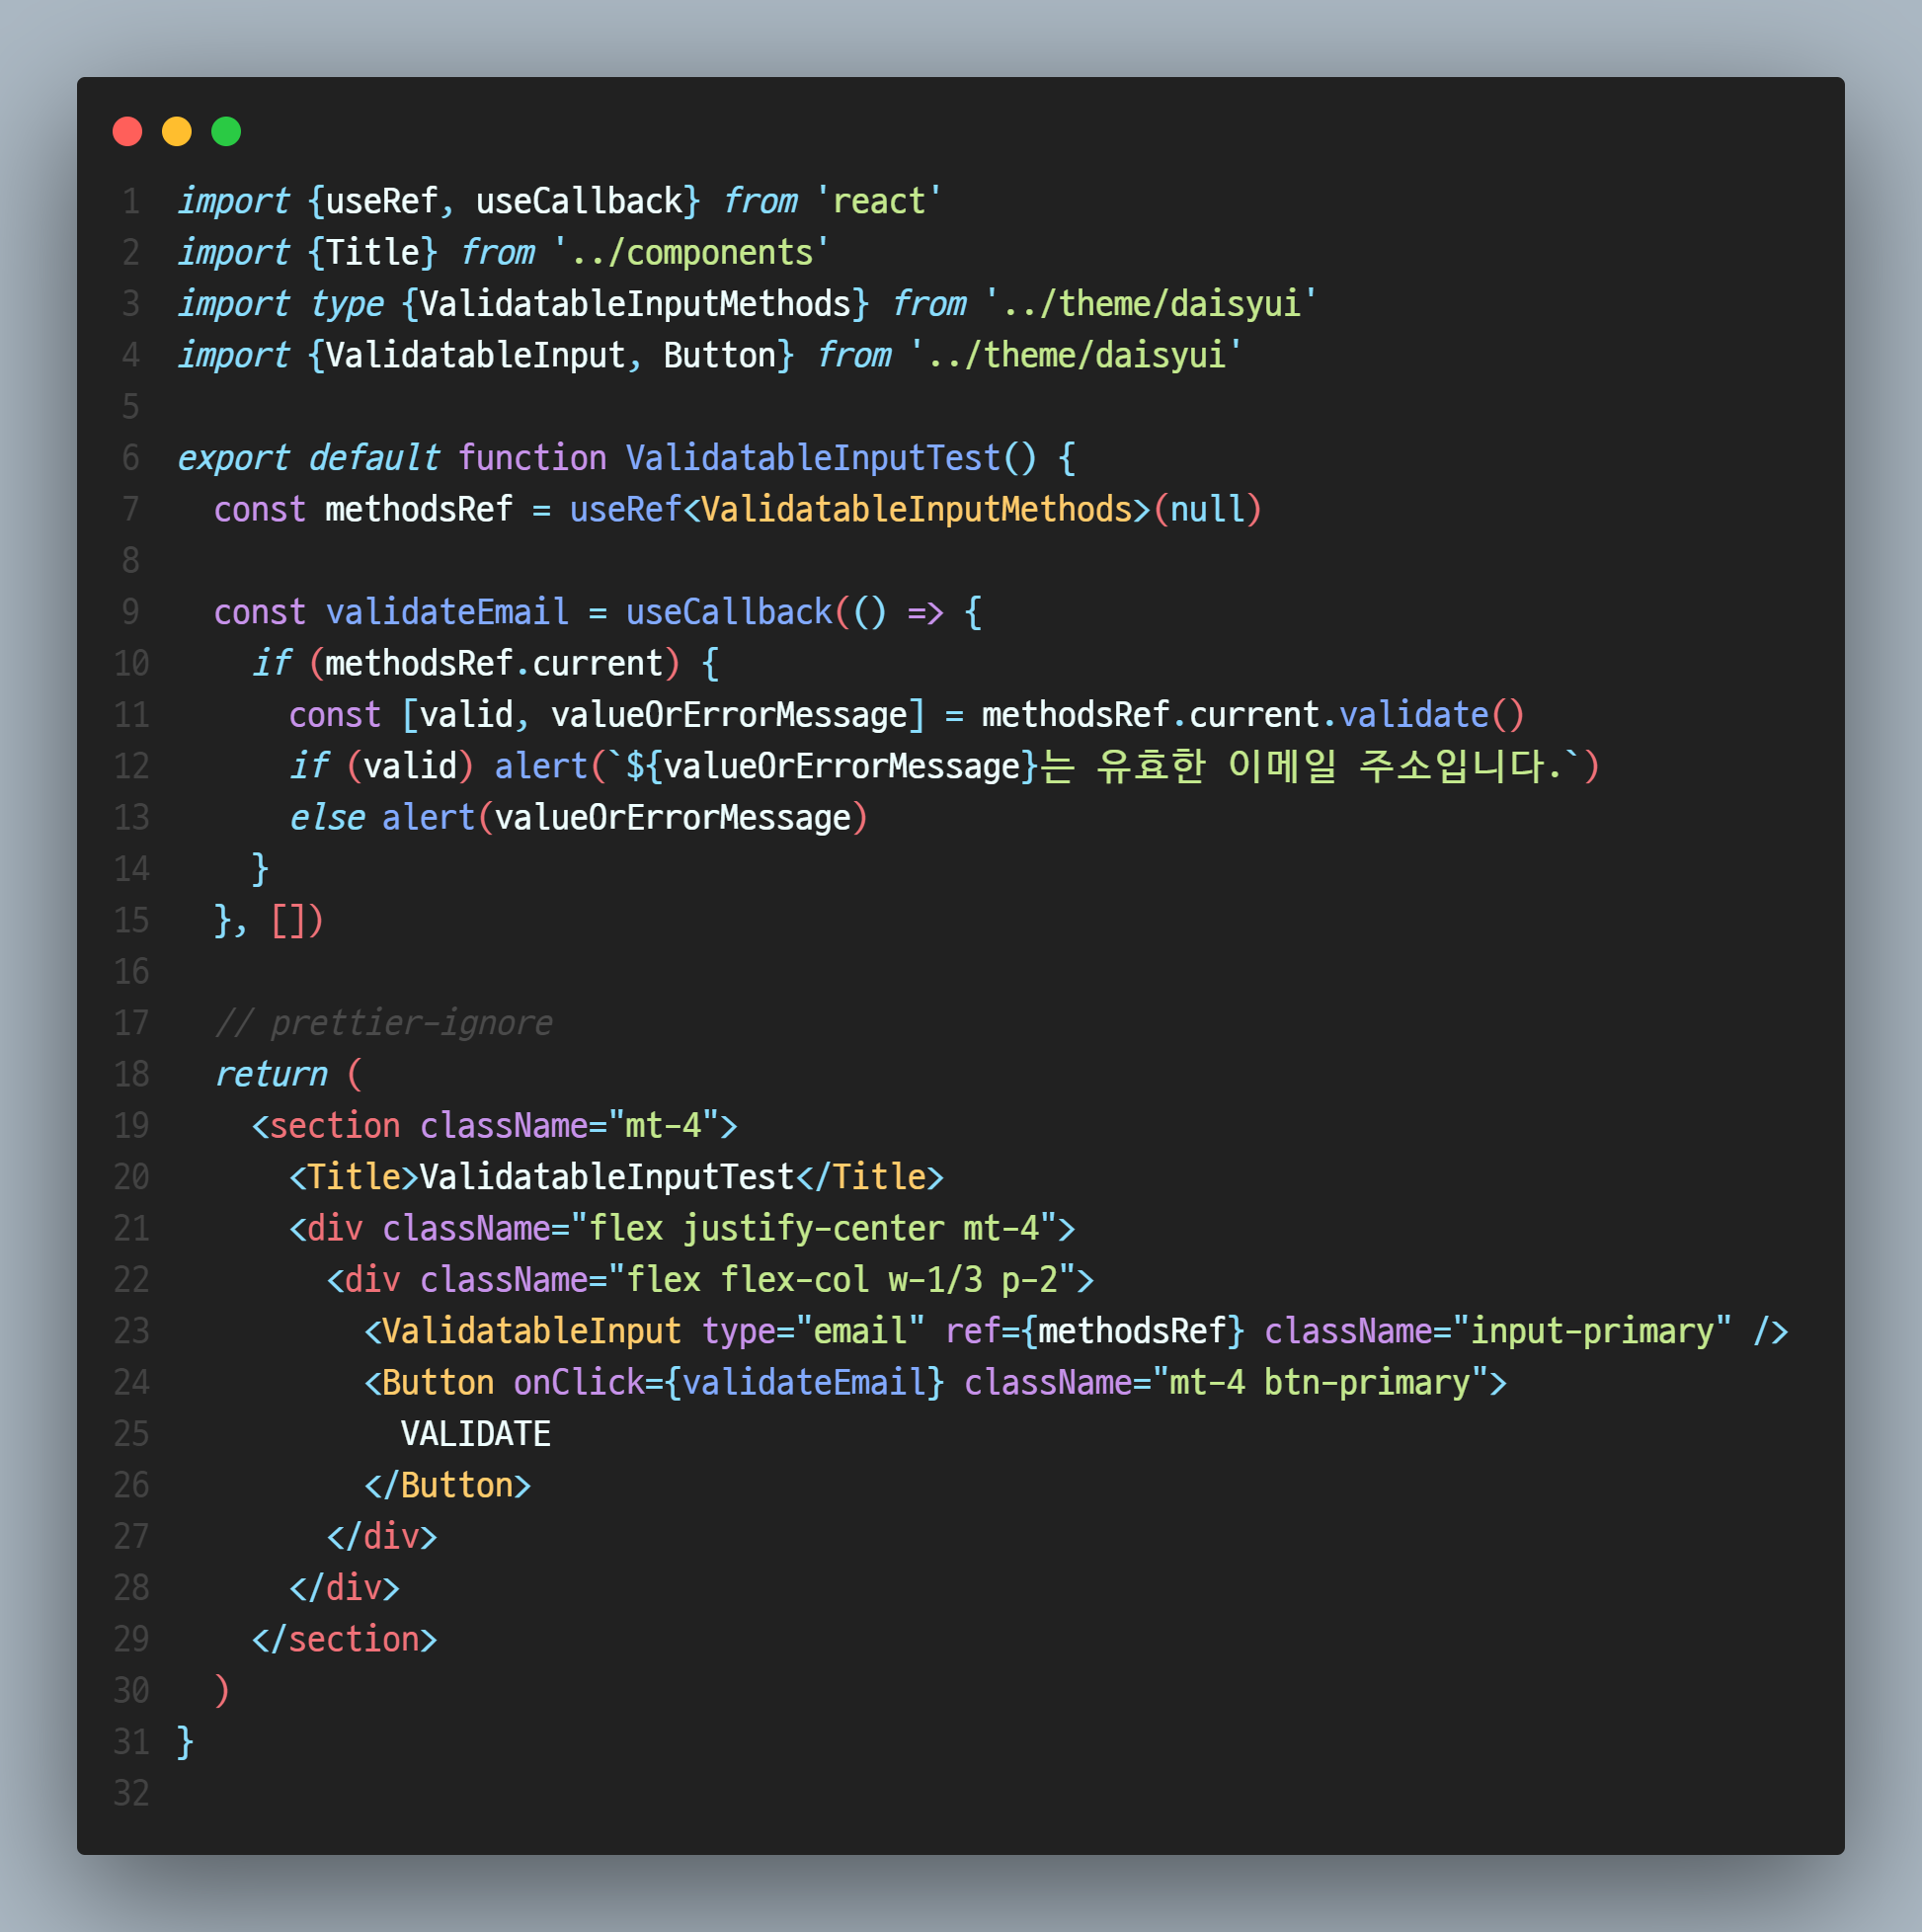 1 import {useRef, useCallback} from 'react'
2 import {Title} from '../components'
3 import type {ValidatableInputMethods} from '../theme/daisyui'
4 import {ValidatableInput, Button} from '../theme/daisyui'
5
6 export default function ValidatableInputTest() {
7   const methodsRef = useRef<ValidatableInputMethods>(null)
8
9   const validateEmail = useCallback(() => {
10     if (methodsRef.current) {
11       const [valid, valueOrErrorMessage] = methodsRef.current.validate()
12       if (valid) alert(`${valueOrErrorMessage}는 유효한 이메일 주소입니다.`)
13       else alert(valueOrErrorMessage)
14     }
15   }, [])
16
17   // prettier-ignore
18   return (
19     <section className="mt-4">
20       <Title>ValidatableInputTest</Title>
21       <div className="flex justify-center mt-4">
22         <div className="flex flex-col w-1/3 p-2">
23           <ValidatableInput type="email" ref={methodsRef} className="input-primary" />
24           <Button onClick={validateEmail} className="mt-4 btn-primary">
25             VALIDATE
26           </Button>
27         </div>
28       </div>
29     </section>
30   )
31 }
32